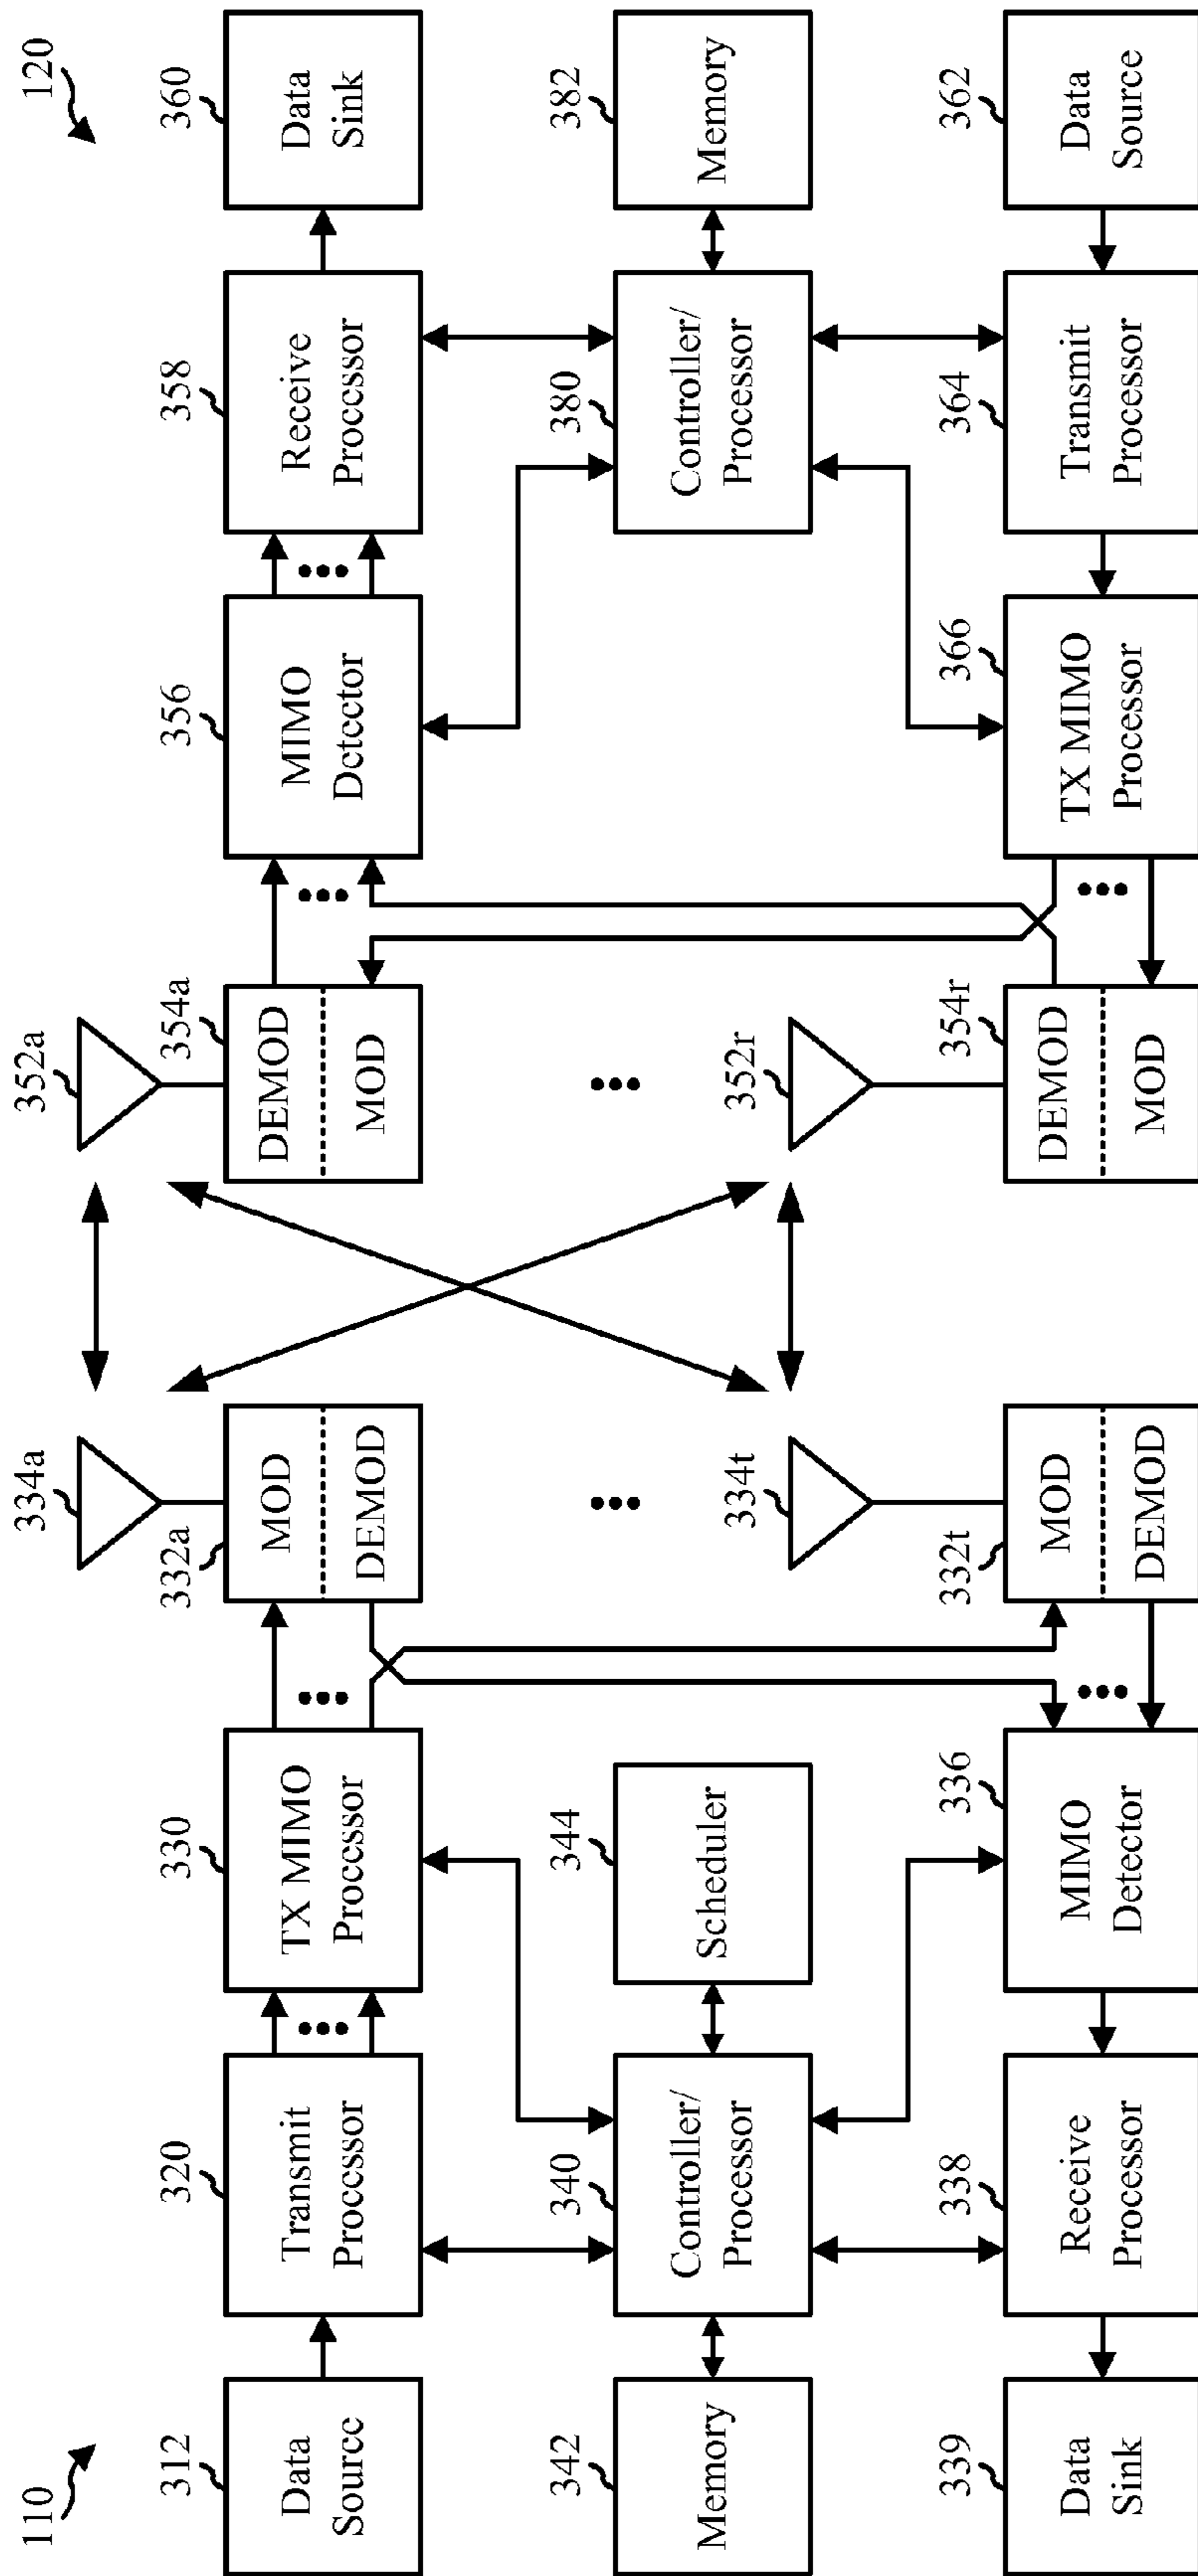 110
120
334a
352a
312
320
330
332a
354a
356
358
360
Data
Source
Transmit
Processor
TX MIMO
Processor
MOD
DEMOD
DEMOD
MOD
MIMO
Detector
Receive
Processor
Data
Sink
342
340
344
380
382
Memory
Controller/
Processor
Scheduler
Controller/
Processor
Memory
334t
352r
339
338
336
332t
354r
366
364
362
Data
Sink
Receive
Processor
MIMO
Detector
MOD
DEMOD
DEMOD
MOD
TX MIMO
Processor
Transmit
Processor
Data
Source